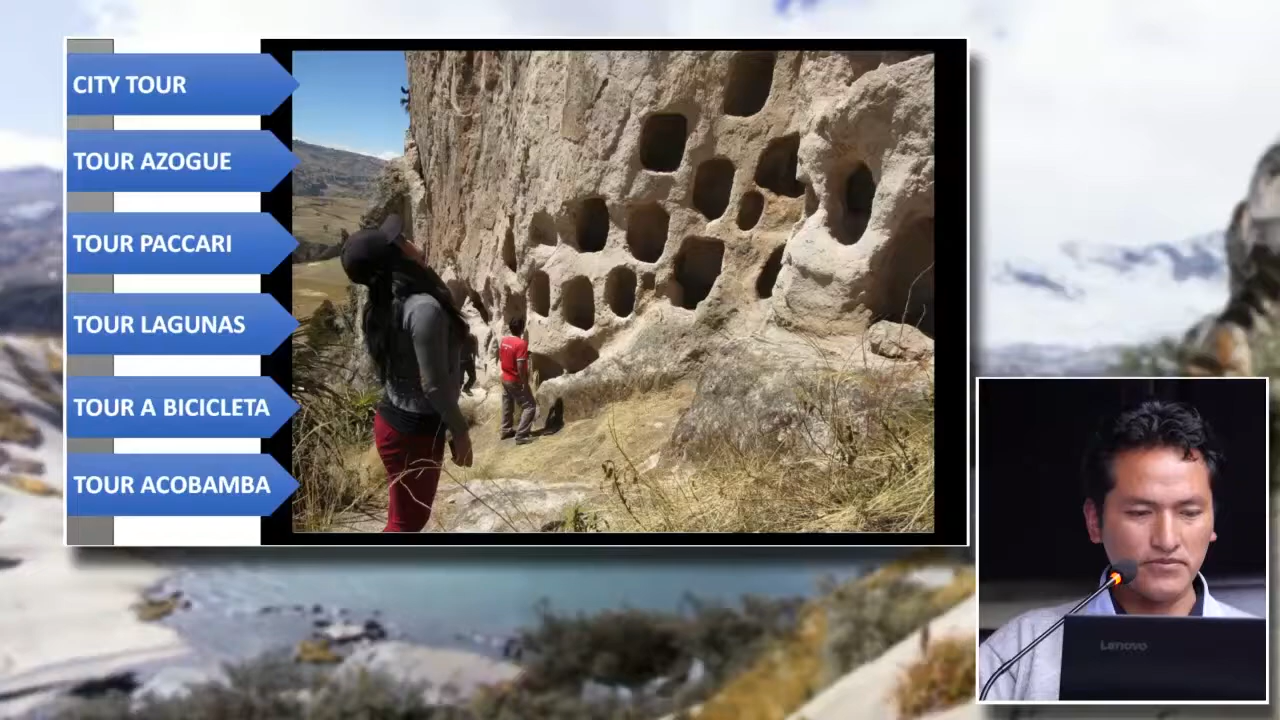 CITY TOUR
TOUR AZOGUE
TOUR PACCARI
TOUR LAGUNAS
TOUR A BICICLETA
TOUR ACOBAMBA
Lenovo